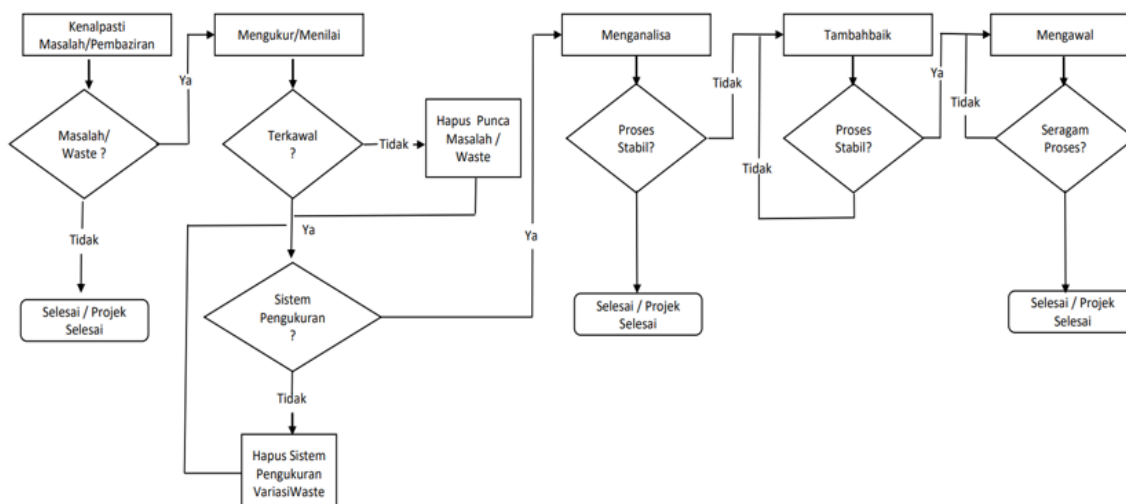 Kenalpasti
Masalah/Pembaziran
Ya
Masalah/
Waste ?
Tidak
Selesai / Projek
Selesai
Mengukur/Menilai
Terkawal
?
Tidak
Hapus Punca
Masalah /
Waste
Ya
Sistem
Pengukuran
?
Ya
Tidak
Hapus Sistem
Pengukuran
VariasiWaste
Menganalisa
Proses
Stabil?
Tidak
Selesai / Projek
Selesai
Tambahbaik
Proses
Stabil?
Tidak
Ya
Mengawal
Tidak
Seragam
Proses?
Selesai / Projek
Selesai